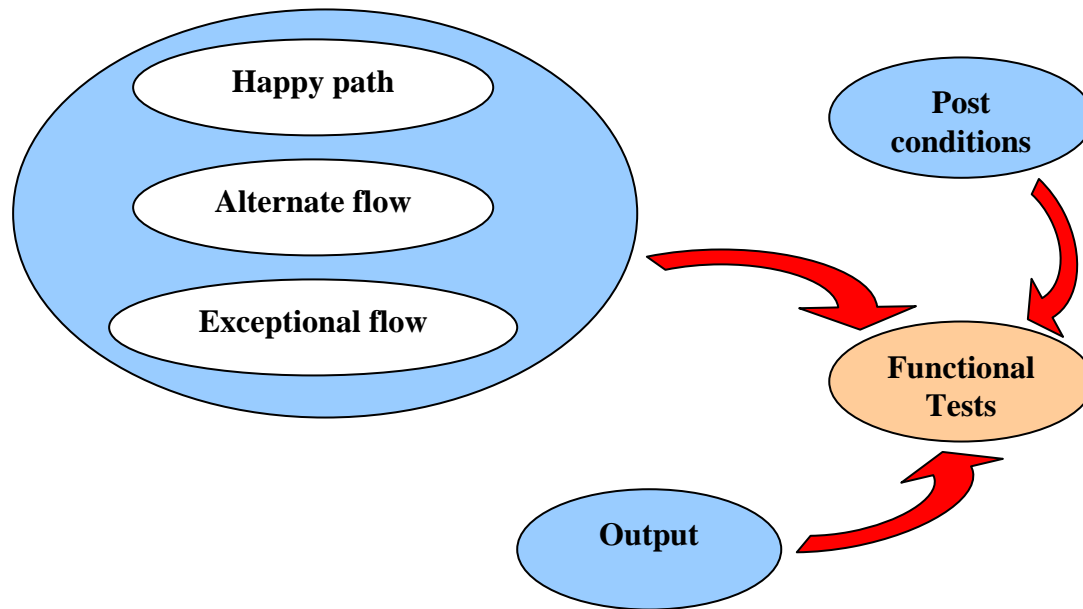 Happy path
Alternate flow
Exceptional flow
Post
conditions
Functional
Tests
Output